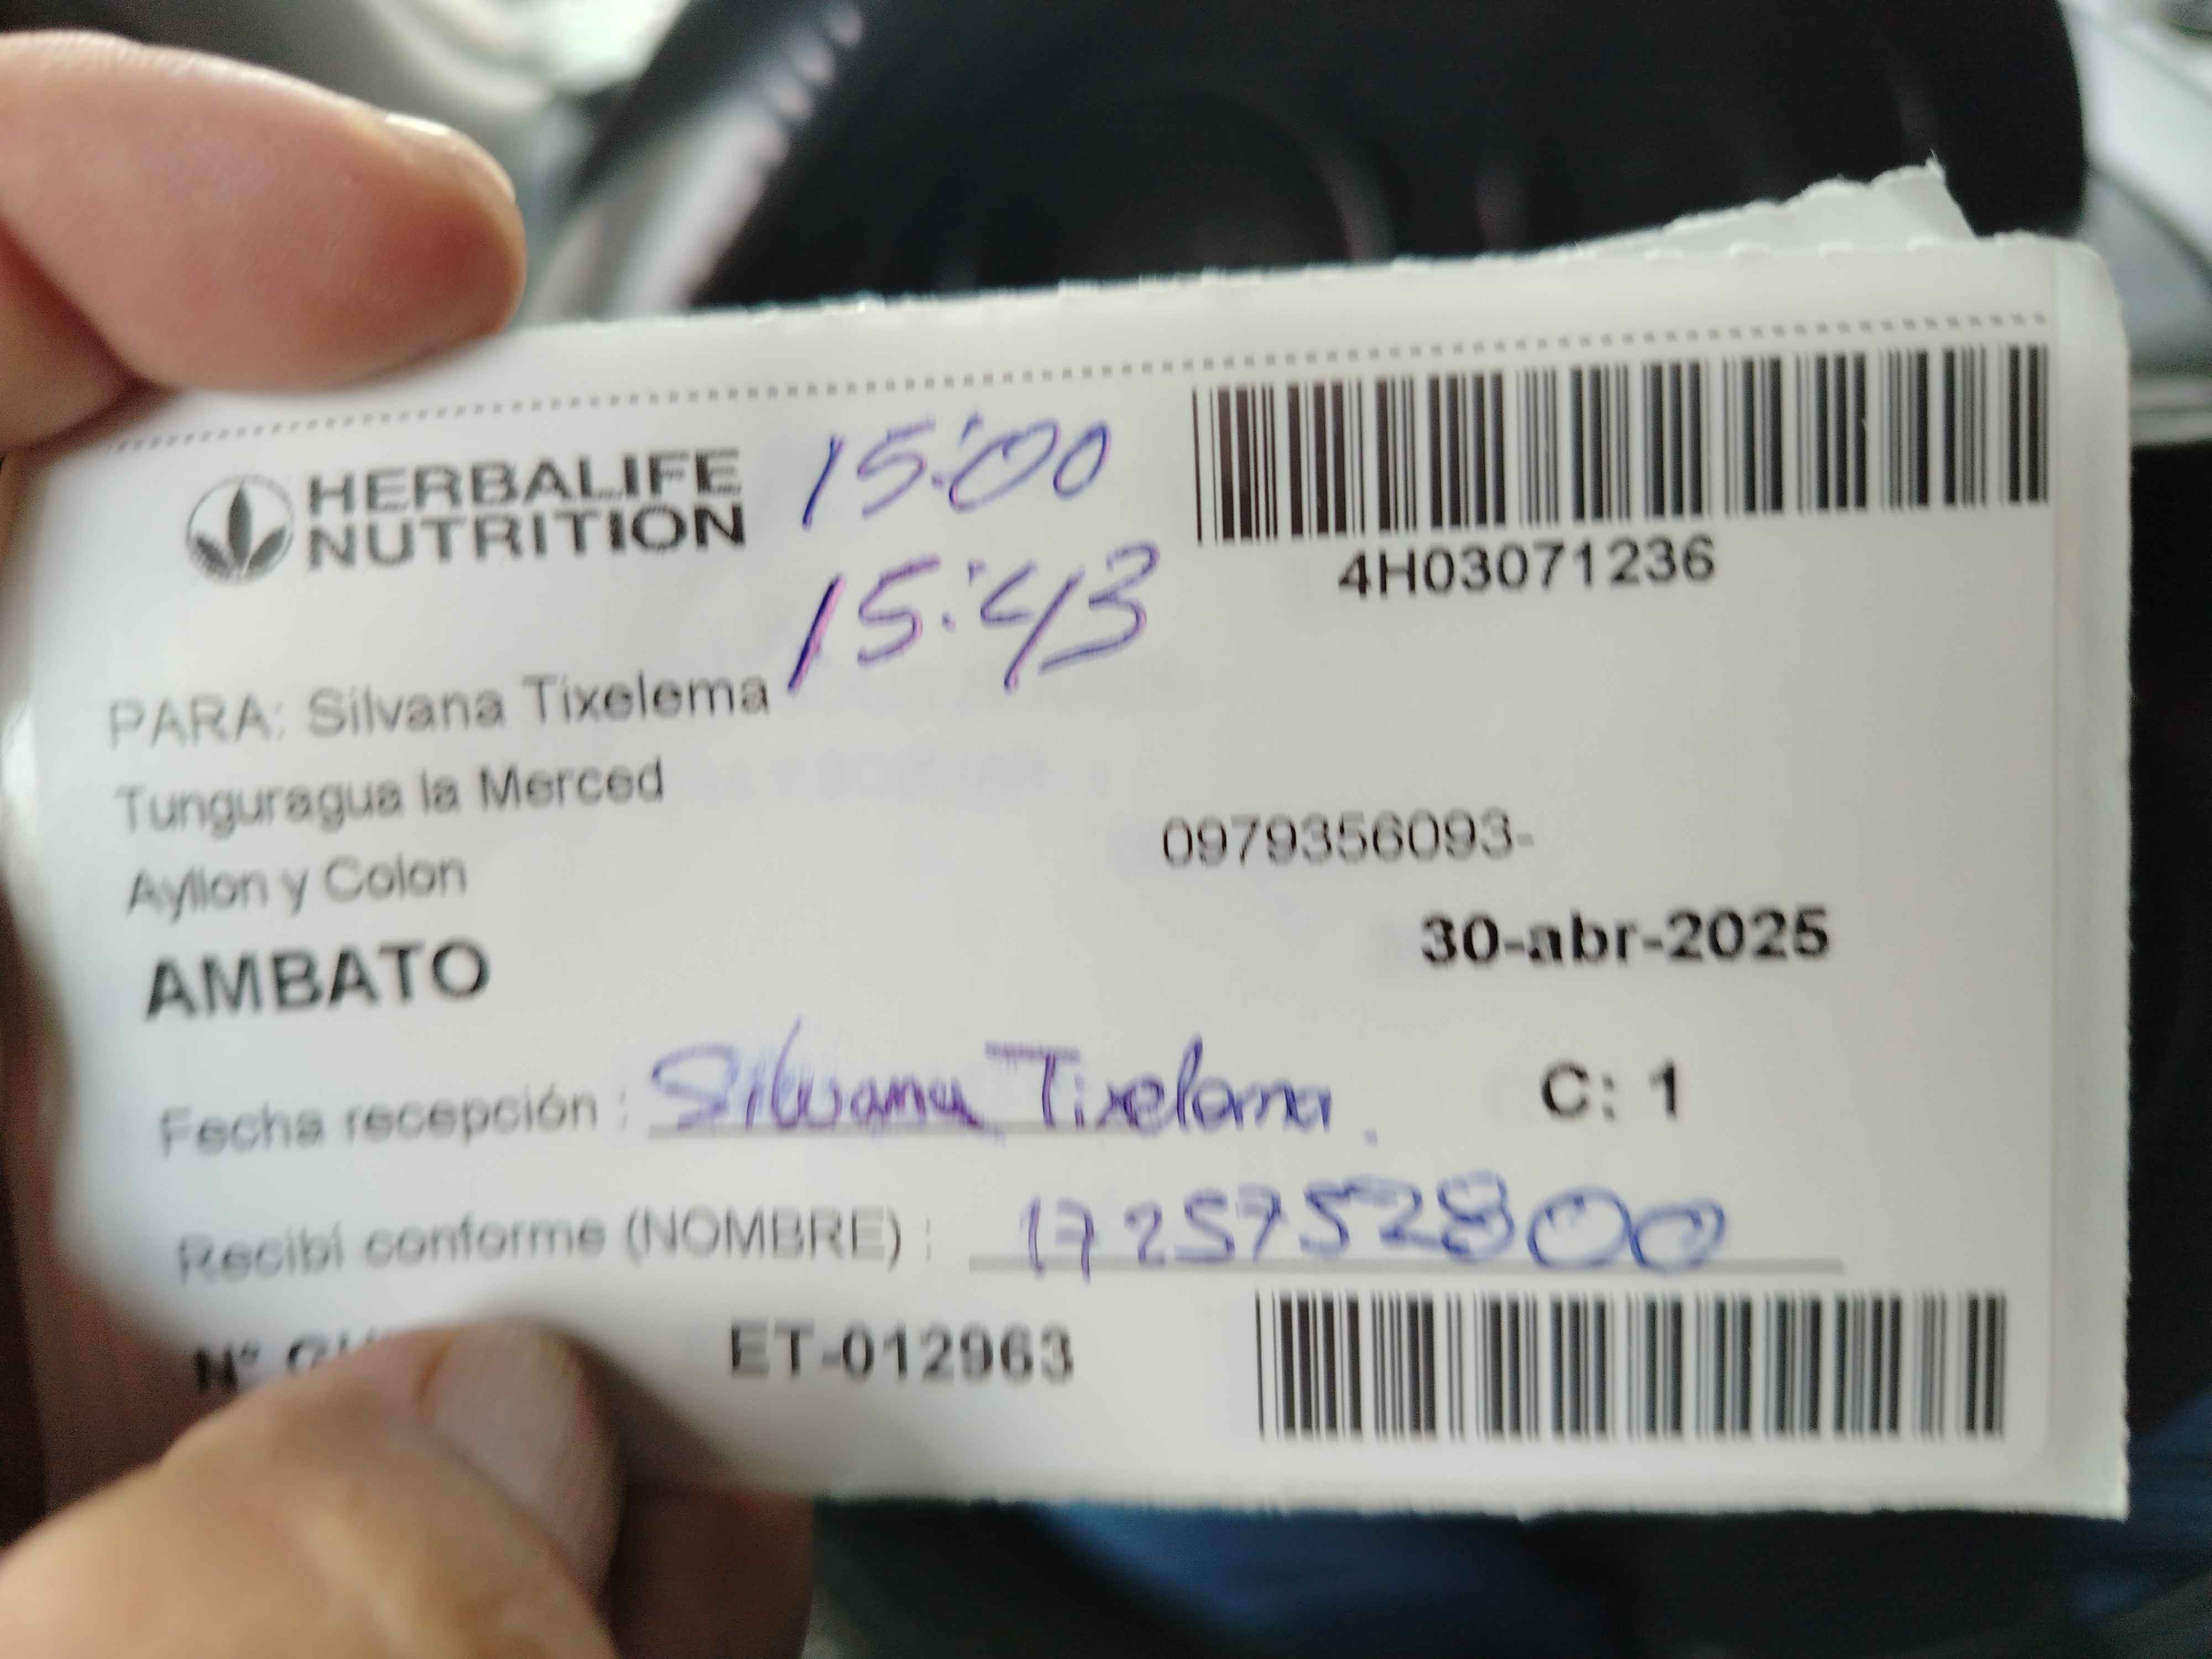 HERBALIFE
NUTRITION
15:00
4H03071236
15:43
PARA: Silvana Tixelema
Tunguragua la Merced
0979356093-
Ayllon y Colon
30-abr-2025
AMBATO
Fecha recepción : Silvana Tixelema.
C: 1
Recibí conforme (NOMBRE) : 1725752800
N°
ET-012963